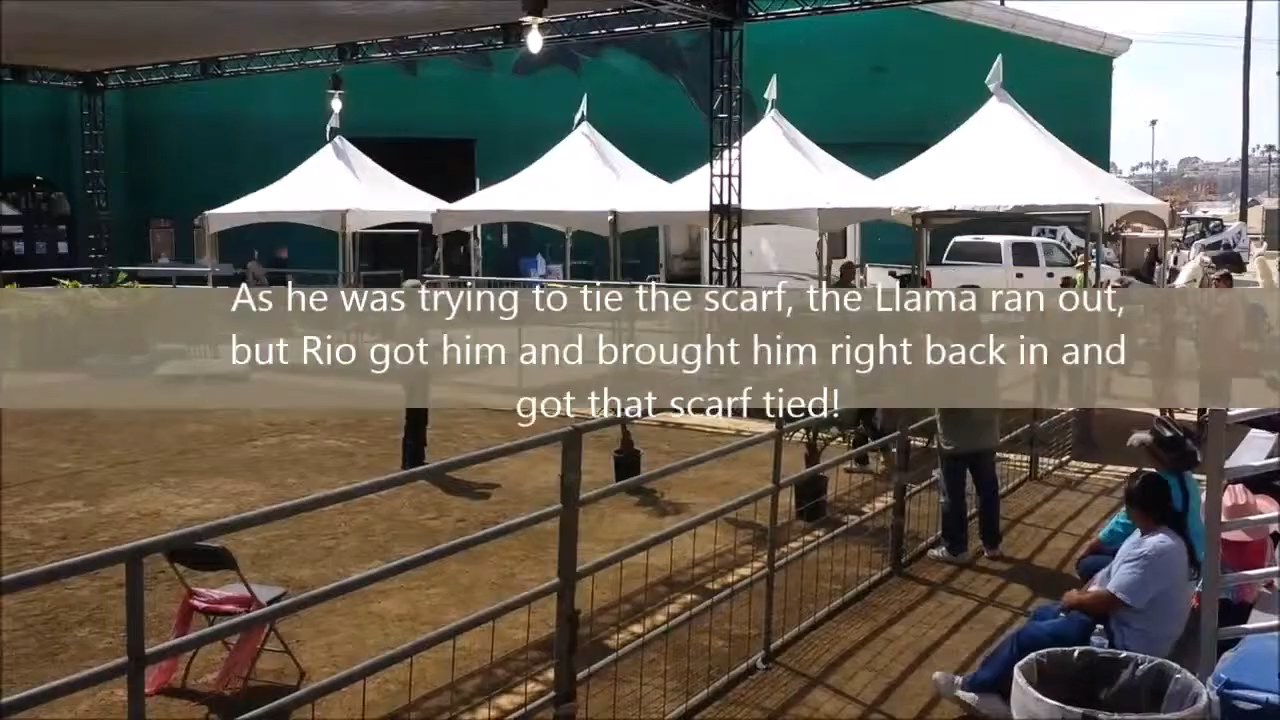 As he was trying to tie the scarf, the Llama ran out,
but Rio got him and brought him right back in and
got that scarf tied!